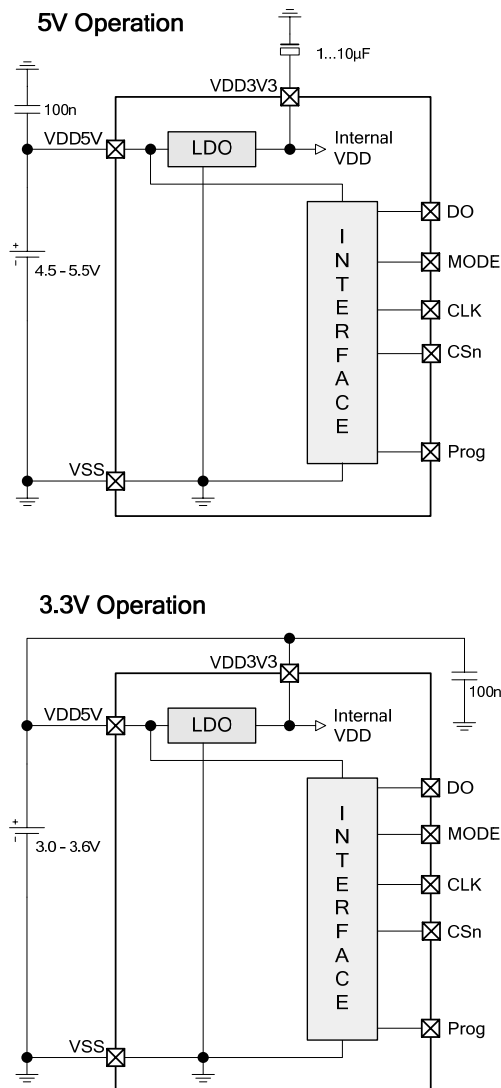 5V Operation
1...10µF
VDD3V3
100n
VDD5V
LDO
Internal
VDD
DO
INTERFACE
MODE
4.5 - 5.5V
CLK
CSn
Prog
VSS
3.3V Operation
VDD3V3
100n
VDD5V
LDO
Internal
VDD
DO
INTERFACE
MODE
3.0 - 3.6V
CLK
CSn
Prog
VSS